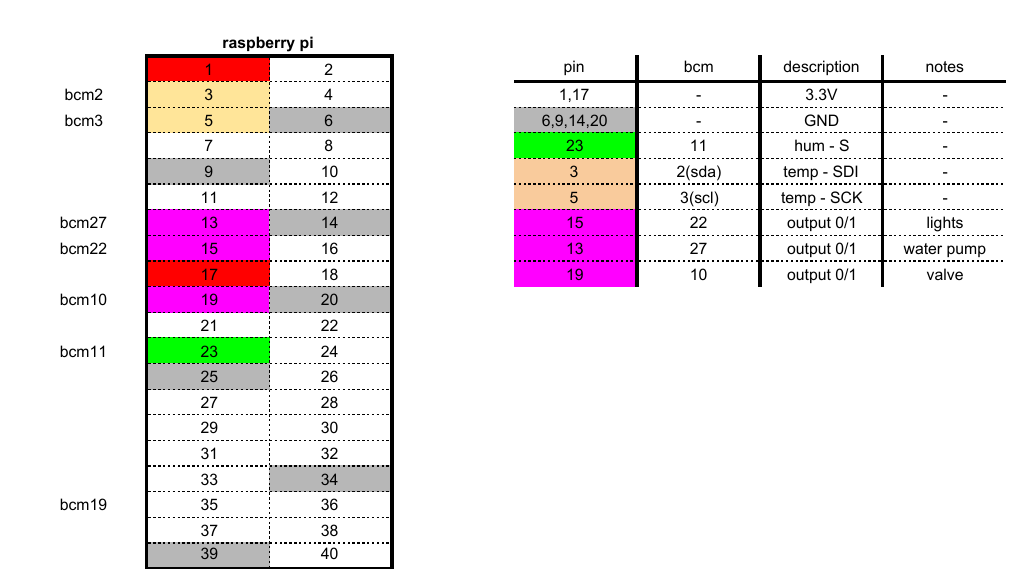 raspberry pi
1 2
bcm2 3 4
bcm3 5 6
7 8
9 10
11 12
bcm27 13 14
bcm22 15 16
17 18
bcm10 19 20
21 22
bcm11 23 24
25 26
27 28
29 30
31 32
33 34
bcm19 35 36
37 38
39 40
pin bcm description notes
1,17 - 3.3V -
6,9,14,20 - GND -
23 11 hum - S -
3 2(sda) temp - SDI -
5 3(scl) temp - SCK -
15 22 output 0/1 lights
13 27 output 0/1 water pump
19 10 output 0/1 valve